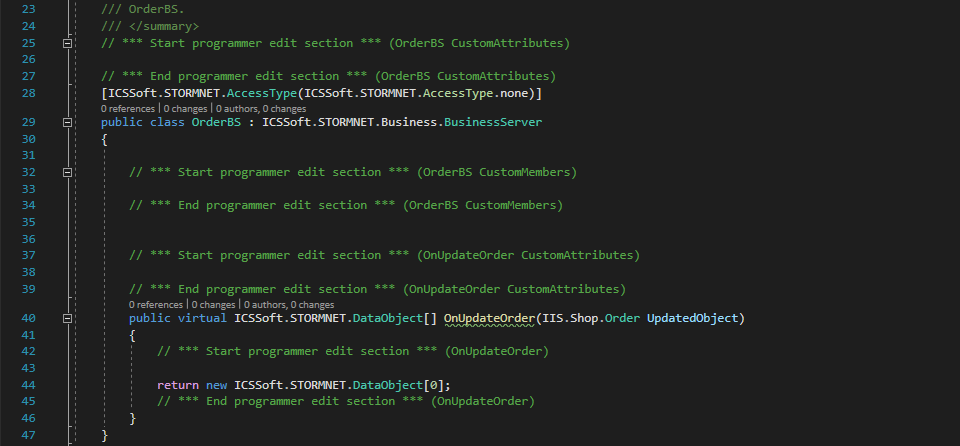 23 /// OrderBS.
24 /// </summary>
25 // *** Start programmer edit section *** (OrderBS CustomAttributes)
26
27 // *** End programmer edit section *** (OrderBS CustomAttributes)
28 [ICSSoft.STORMNET.AccessType(ICSSoft.STORMNET.AccessType.none)]
0 references | 0 changes | 0 authors, 0 changes
29 public class OrderBS : ICSSoft.STORMNET.Business.BusinessServer
30 {
31
32 // *** Start programmer edit section *** (OrderBS CustomMembers)
33
34 // *** End programmer edit section *** (OrderBS CustomMembers)
35
36
37 // *** Start programmer edit section *** (OnUpdateOrder CustomAttributes)
38
39 // *** End programmer edit section *** (OnUpdateOrder CustomAttributes)
0 references | 0 changes | 0 authors, 0 changes
40 public virtual ICSSoft.STORMNET.DataObject[] OnUpdateOrder(IIS.Shop.Order UpdatedObject)
41 {
42 // *** Start programmer edit section *** (OnUpdateOrder)
43
44 return new ICSSoft.STORMNET.DataObject[0];
45 // *** End programmer edit section *** (OnUpdateOrder)
46 }
47 }